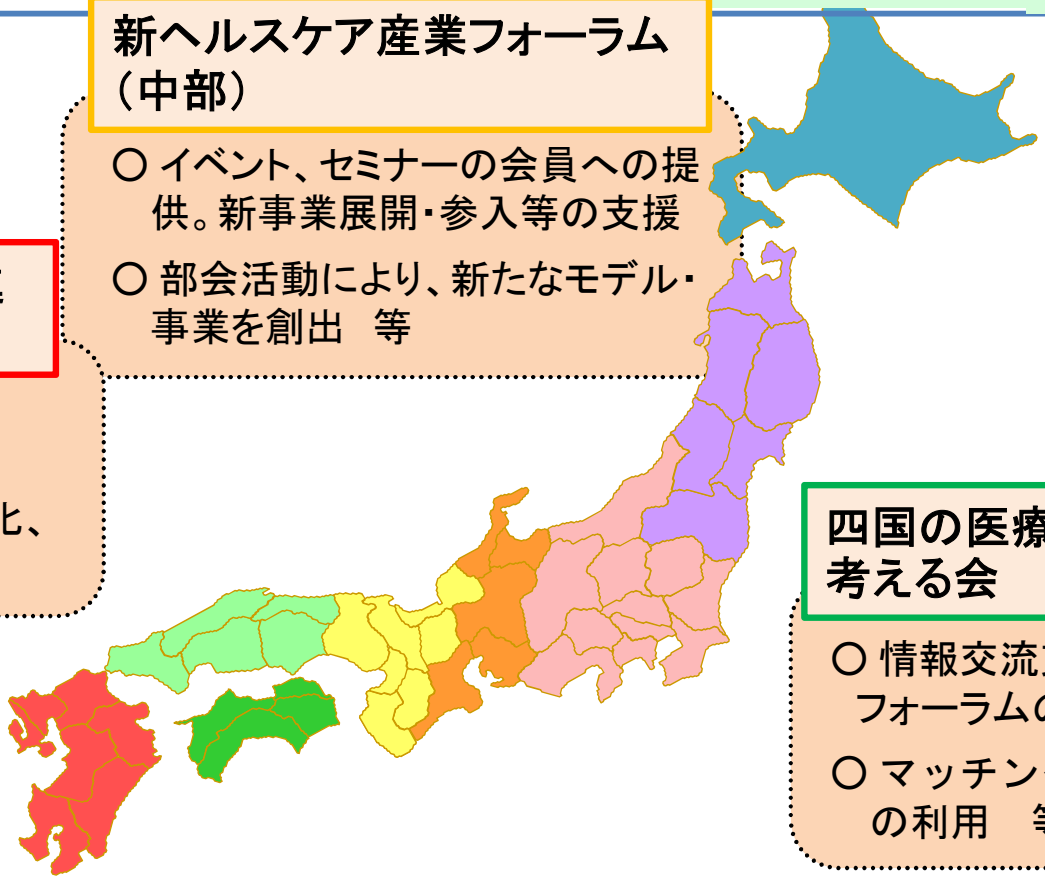 新ヘルスケア産業フォーラム
（中部）
○ イベント、セミナーの会員への提
供。新事業展開・参入等の支援
○ 部会活動により、新たなモデル・
事業を創出　等
、
四国の医療
考える会
○ 情報交流
フォーラムの
○ マッチン
の利用